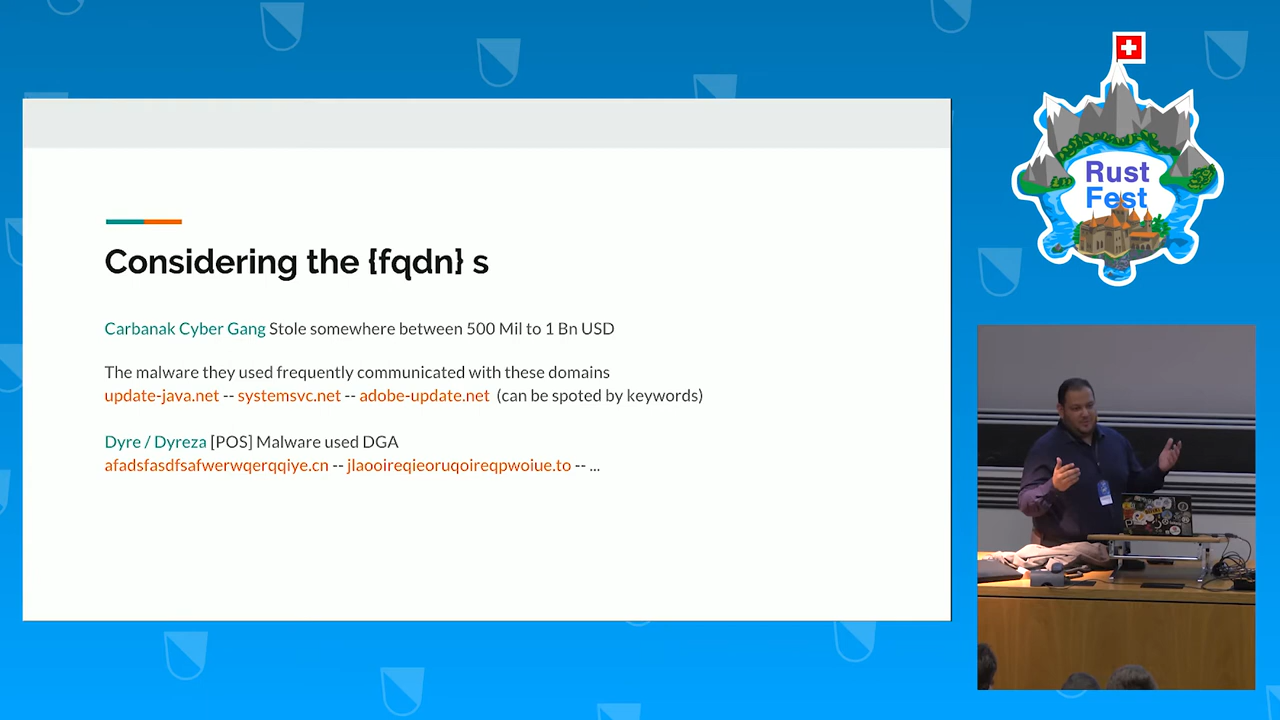 Considering the {fqdn} s
Carbanak Cyber Gang Stole somewhere between 500 Mil to 1 Bn USD
The malware they used frequently communicated with these domains
update-java.net -- systemsvc.net -- adobe-update.net (can be spoted by keywords)
Dyre / Dyreza [POS] Malware used DGA
afadsfasdfsafwerwqerqqiye.cn -- jlaooireqieoruqoireqpwoiue.to -- ...
Rust
Fest